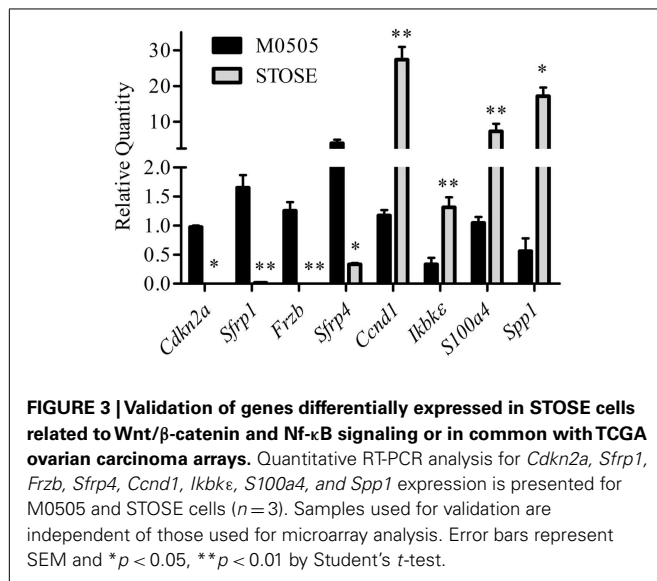 M0505
STOSE
Relative Quantity
30
20
10
2.0
1.5
1.0
0.5
0.0
* ** ** * ** ** ** *
Cdkn2a Sfrp1 Frzb Sfrp4 Ccnd1 Ikbkε S100a4 Spp1
FIGURE 3 | Validation of genes differentially expressed in STOSE cells
related to Wnt/β-catenin and Nf-κB signaling or in common with TCGA
ovarian carcinoma arrays. Quantitative RT-PCR analysis for Cdkn2a, Sfrp1,
Frzb, Sfrp4, Ccnd1, Ikbkε, S100a4, and Spp1 expression is presented for
M0505 and STOSE cells (n = 3). Samples used for validation are
independent of those used for microarray analysis. Error bars represent
SEM and *p < 0.05, **p < 0.01 by Student's t-test.